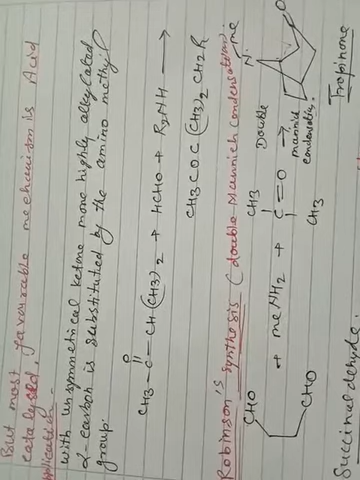 But most favourable mechanism is Acid
catalysed.
Application -
with unsymmetrical ketone more highly alkylated
α-carbon is substituted by the amino methyl
group.
O
CH3-C-CH(CH3)2 + HCHO + R2NH →
CH3COC(CH3)2CH2R
Robinson's synthesis (double Mannich condensation):
CHO
CHO
+ meNH2 +
CH3
C=O
CH3
Double
mannich
condensation.
N.me
O
Succinaldehyde.
Tropinone